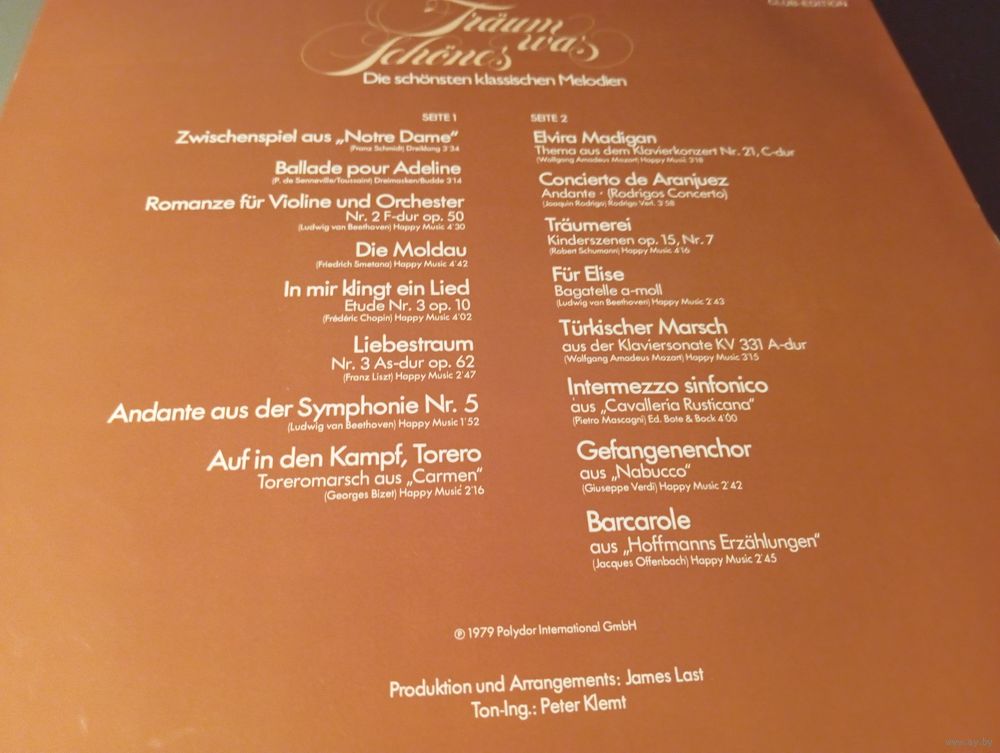 CLUB-EDITION
Träum was
Schönes
Die schönsten klassischen Melodien
SEITE 1
Zwischenspiel aus „Notre Dame“
(Franz Schmidt) Dreiklang 3'34
Ballade pour Adeline
(P. de Senneville/Toussaint) Dreimasken/Budde 3'14
Romanze für Violine und Orchester
Nr. 2 F-dur op. 50
(Ludwig van Beethoven) Happy Music 4'30
Die Moldau
(Friedrich Smetana) Happy Music 4'42
In mir klingt ein Lied
Etude Nr. 3 op. 10
(Frédéric Chopin) Happy Music 4'02
Liebestraum
Nr. 3 As-dur op. 62
(Franz Liszt) Happy Music 2'47
Andante aus der Symphonie Nr. 5
(Ludwig van Beethoven) Happy Music 1'52
Auf in den Kampf, Torero
Toreromarsch aus „Carmen“
(Georges Bizet) Happy Music 2'16
SEITE 2
Elvira Madigan
Thema aus dem Klavierkonzert Nr. 21, C-dur
(Wolfgang Amadeus Mozart) Happy Music 3'18
Concierto de Aranjuez
Andante · (Rodrigos Concerto)
(Joaquin Rodrigo) Rodrigo Verl. 3'58
Träumerei
Kinderszenen op. 15, Nr. 7
(Robert Schumann) Happy Music 4'16
Für Elise
Bagatelle a-moll
(Ludwig van Beethoven) Happy Music 2'43
Türkischer Marsch
aus der Klaviersonate KV 331 A-dur
(Wolfgang Amadeus Mozart) Happy Music 3'15
Intermezzo sinfonico
aus „Cavalleria Rusticana“
(Pietro Mascagni) Ed. Bote & Bock 4'00
Gefangenenchor
aus „Nabucco“
(Giuseppe Verdi) Happy Music 2'42
Barcarole
aus „Hoffmanns Erzählungen“
(Jacques Offenbach) Happy Music 2'45
℗ 1979 Polydor International GmbH
Produktion und Arrangements: James Last
Ton-Ing.: Peter Klemt
www.ay.by